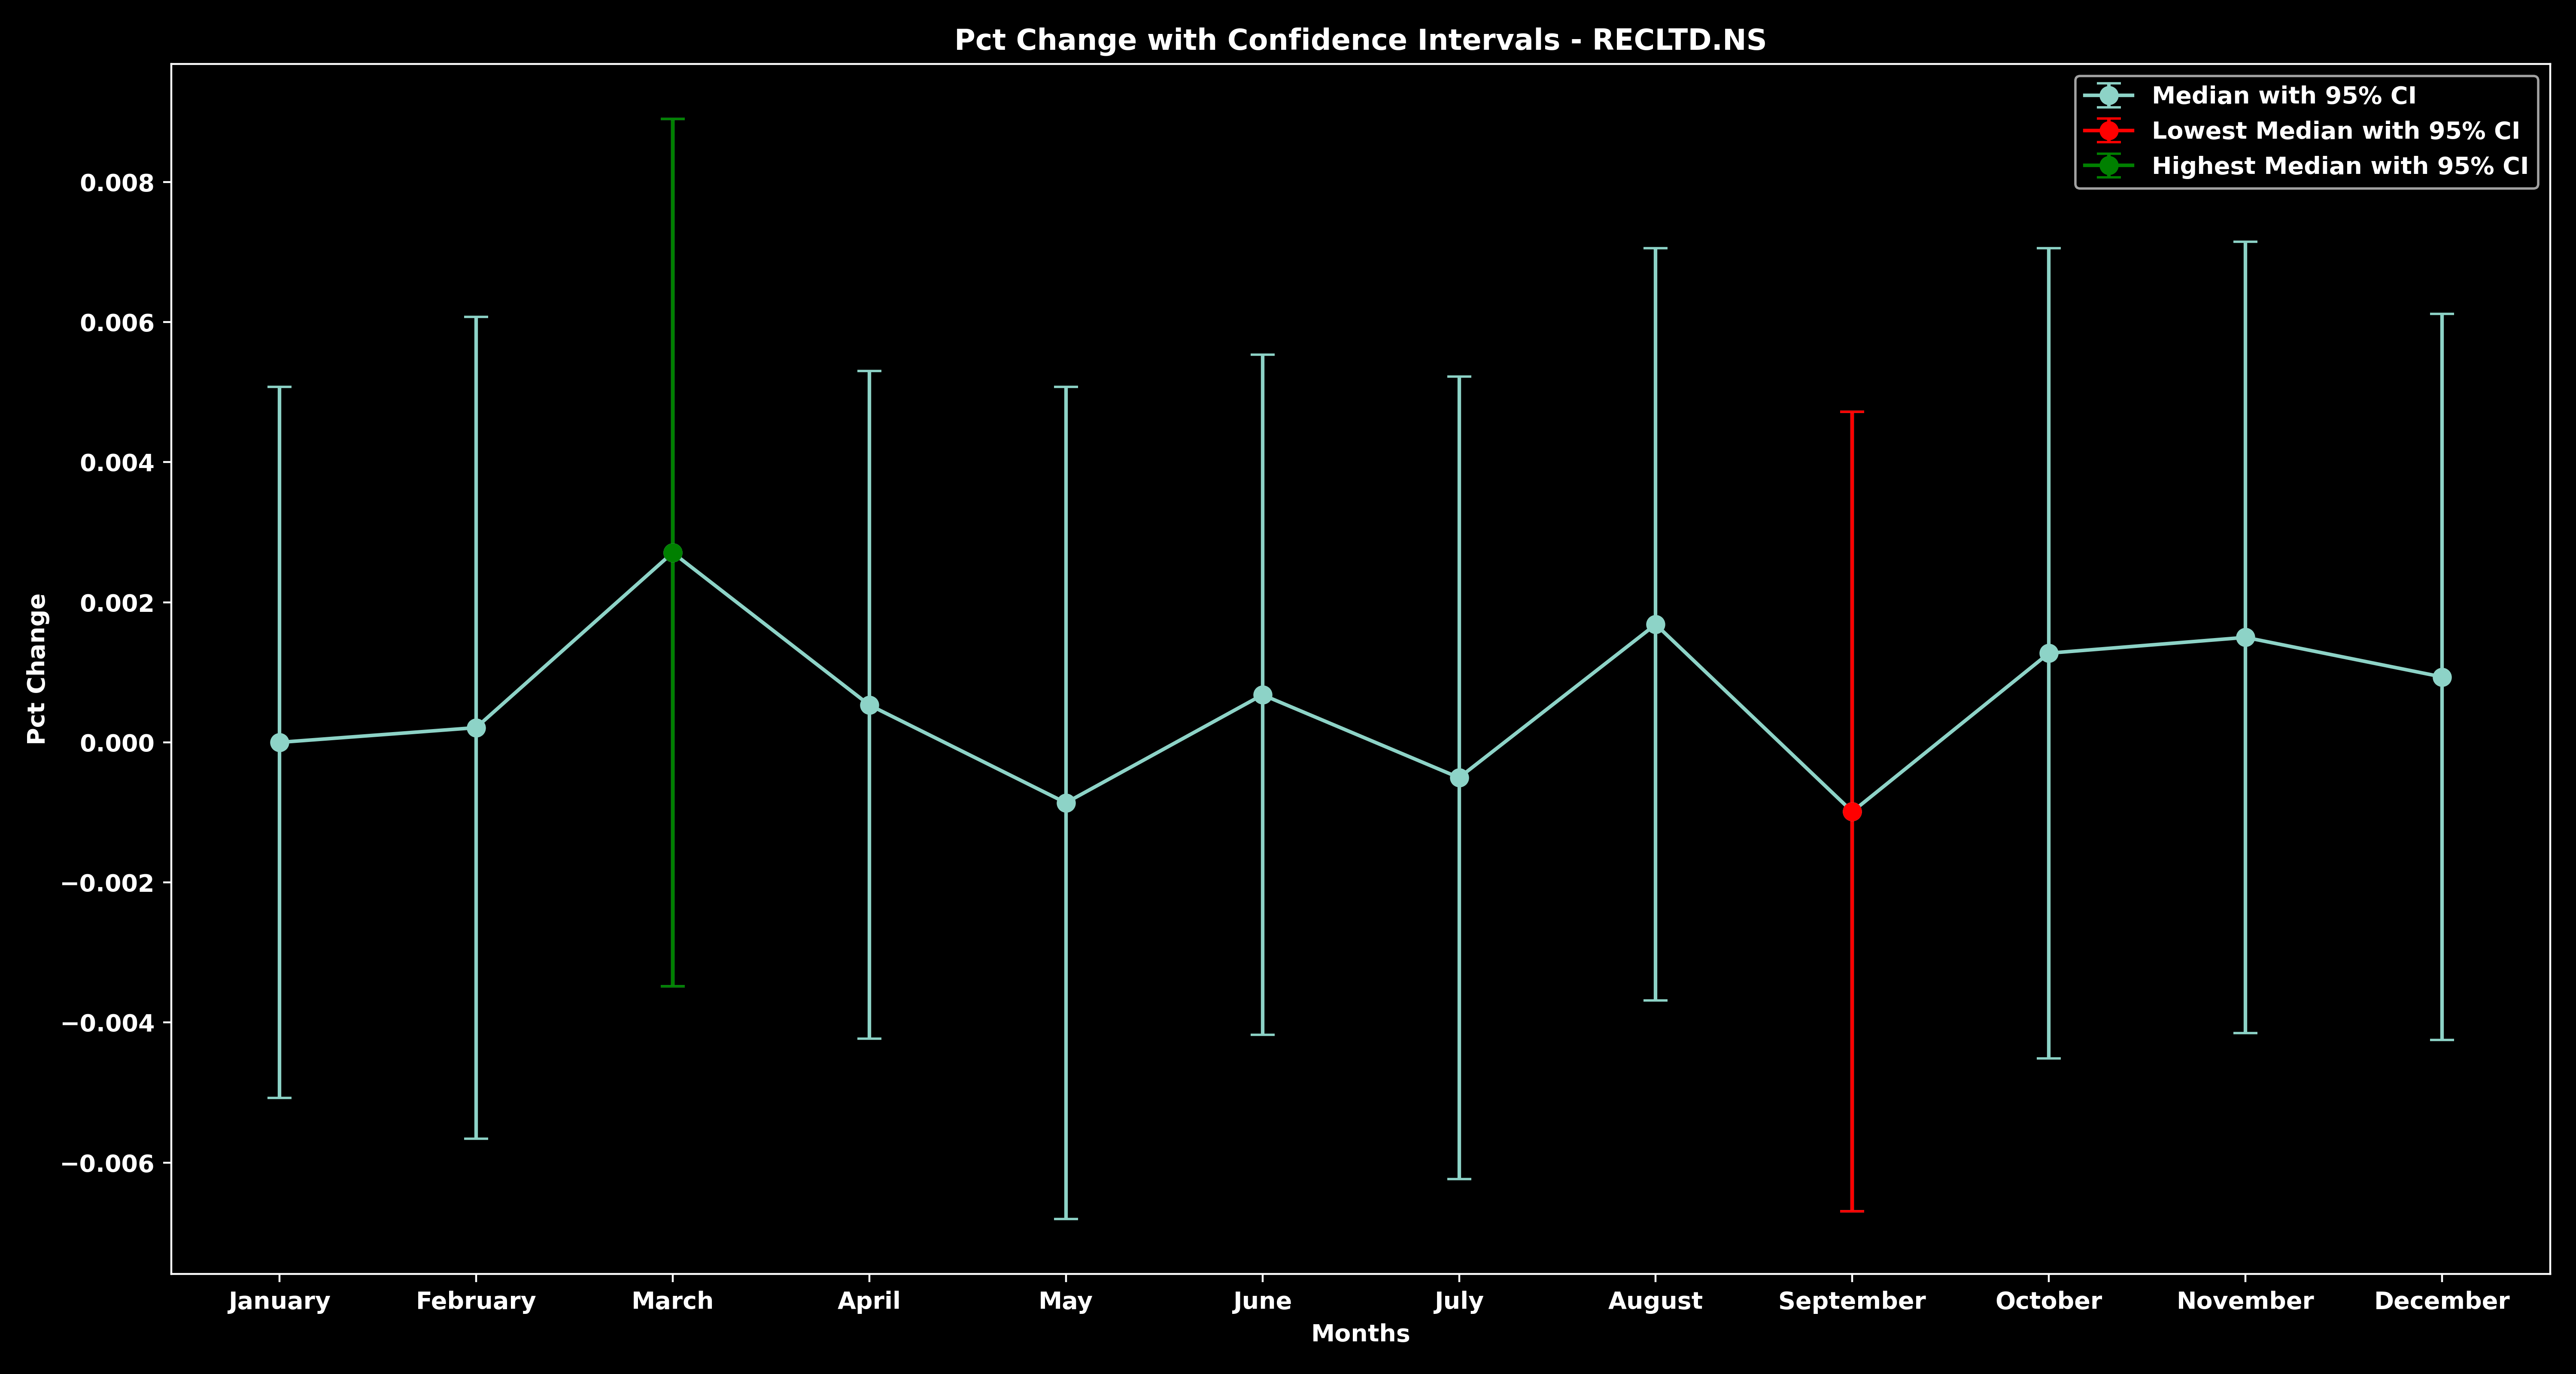 Pct Change with Confidence Intervals - RECLTD.NS
Median with 95% CI
Lowest Median with 95% CI
Highest Median with 95% CI
0.008
0.006
0.004
0.002
0.000
−0.002
−0.004
−0.006
Pct Change
January February March April May June July August September October November December
Months